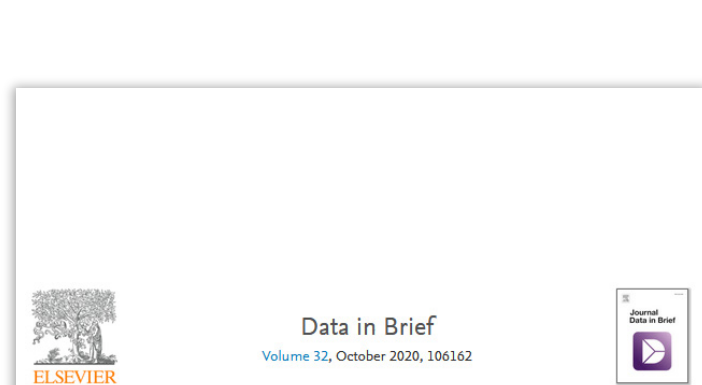 Data in Brief
Volume 32, October 2020, 106162
ELSEVIER
Journal
Data in Brief